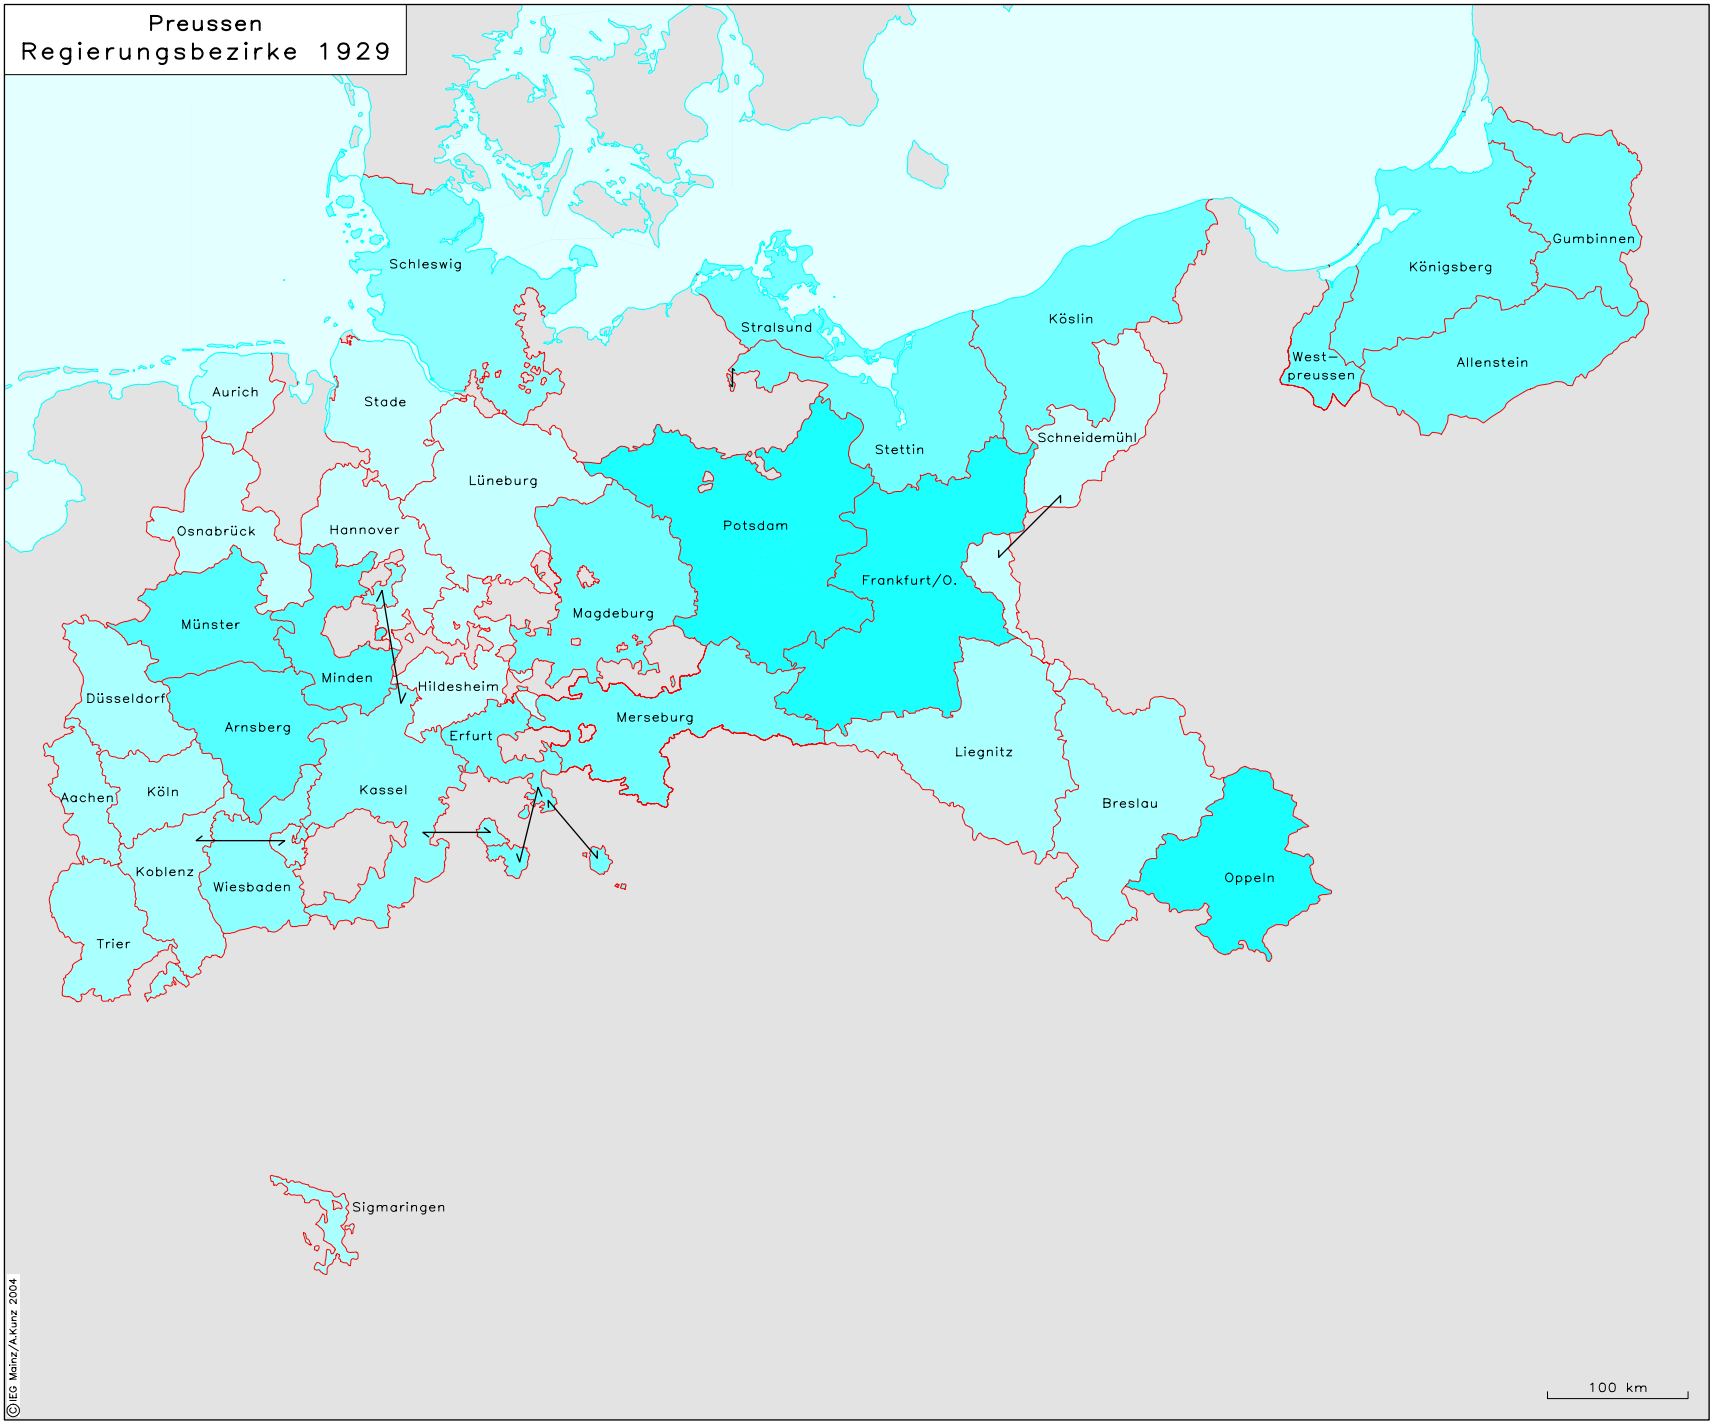 Preussen
Regierungsbezirke 1929
Schleswig
Gumbinnen
Königsberg
Köslin
Stralsund
West-
preussen
Allenstein
Aurich
Stade
Schneidemühl
Stettin
Lüneburg
Potsdam
Osnabrück
Hannover
Frankfurt/O.
Magdeburg
Münster
Minden
Hildesheim
Düsseldorf
Merseburg
Arnsberg
Erfurt
Liegnitz
Kassel
Köln
Aachen
Breslau
Koblenz
Wiesbaden
Oppeln
Trier
Sigmaringen
©IEG Mainz/A.Kunz 2004
100 km